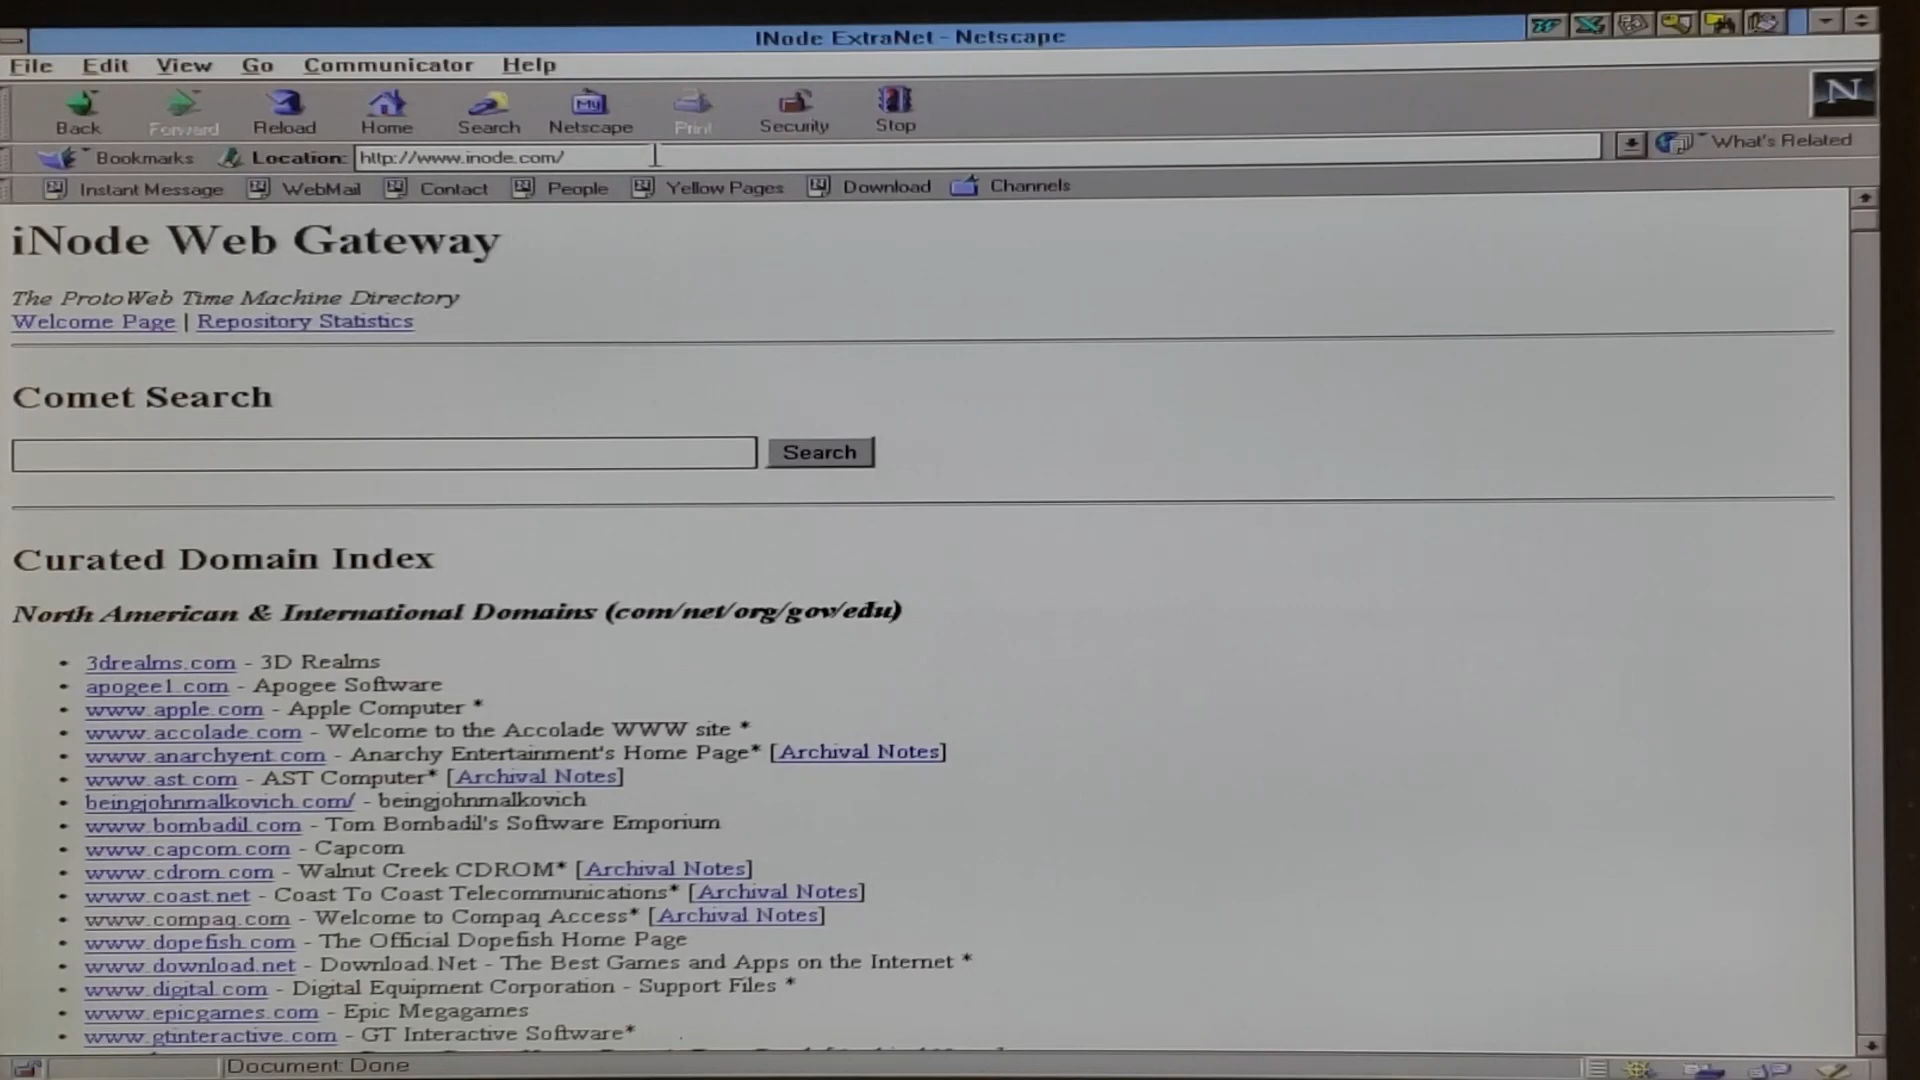 INode ExtraNet - Netscape
File Edit View Go Communicator Help
N
Back Forward Reload Home Search Netscape Print Security Stop
My
Bookmarks Location: http://www.inode.com/ What's Related
Instant Message WebMail Contact People Yellow Pages Download Channels
iNode Web Gateway
The ProtoWeb Time Machine Directory
Welcome Page | Repository Statistics
Comet Search
Search
Curated Domain Index
North American & International Domains (com/net/org/gov/edu)
• 3drealms.com - 3D Realms
• apogee1.com - Apogee Software
• www.apple.com - Apple Computer *
• www.accolade.com - Welcome to the Accolade WWW site *
• www.anarchyent.com - Anarchy Entertainment's Home Page* [Archival Notes]
• www.ast.com - AST Computer* [Archival Notes]
• beingjohnmalkovich.com/ - beingjohnmalkovich
• www.bombadil.com - Tom Bombadil's Software Emporium
• www.capcom.com - Capcom
• www.cdrom.com - Walnut Creek CDROM* [Archival Notes]
• www.coast.net - Coast To Coast Telecommunications* [Archival Notes]
• www.compaq.com - Welcome to Compaq Access* [Archival Notes]
• www.dopefish.com - The Official Dopefish Home Page
• www.download.net - Download.Net - The Best Games and Apps on the Internet *
• www.digital.com - Digital Equipment Corporation - Support Files *
• www.epicgames.com - Epic Megagames
• www.gtinteractive.com - GT Interactive Software*
Document: Done